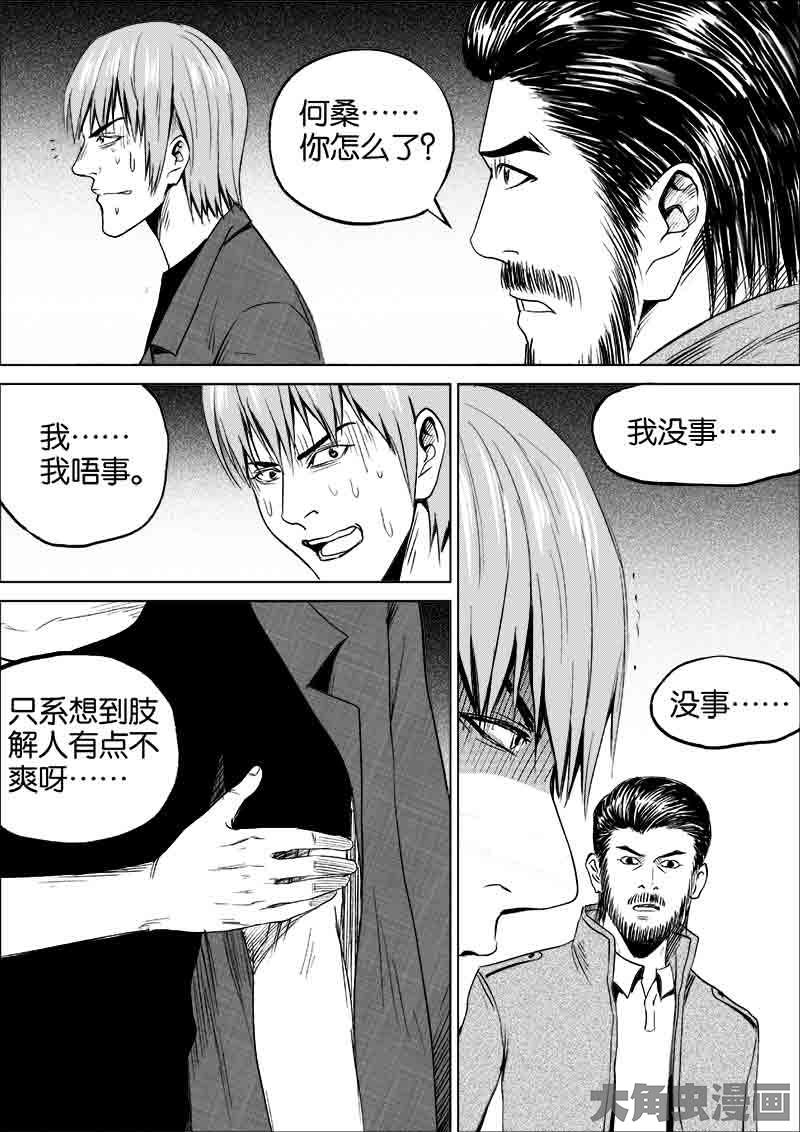 何桑……
你怎么了？
我……
我唔事。
只系想到肢
解人有点不
爽呀……
我没事……
没事……
大角虫漫画